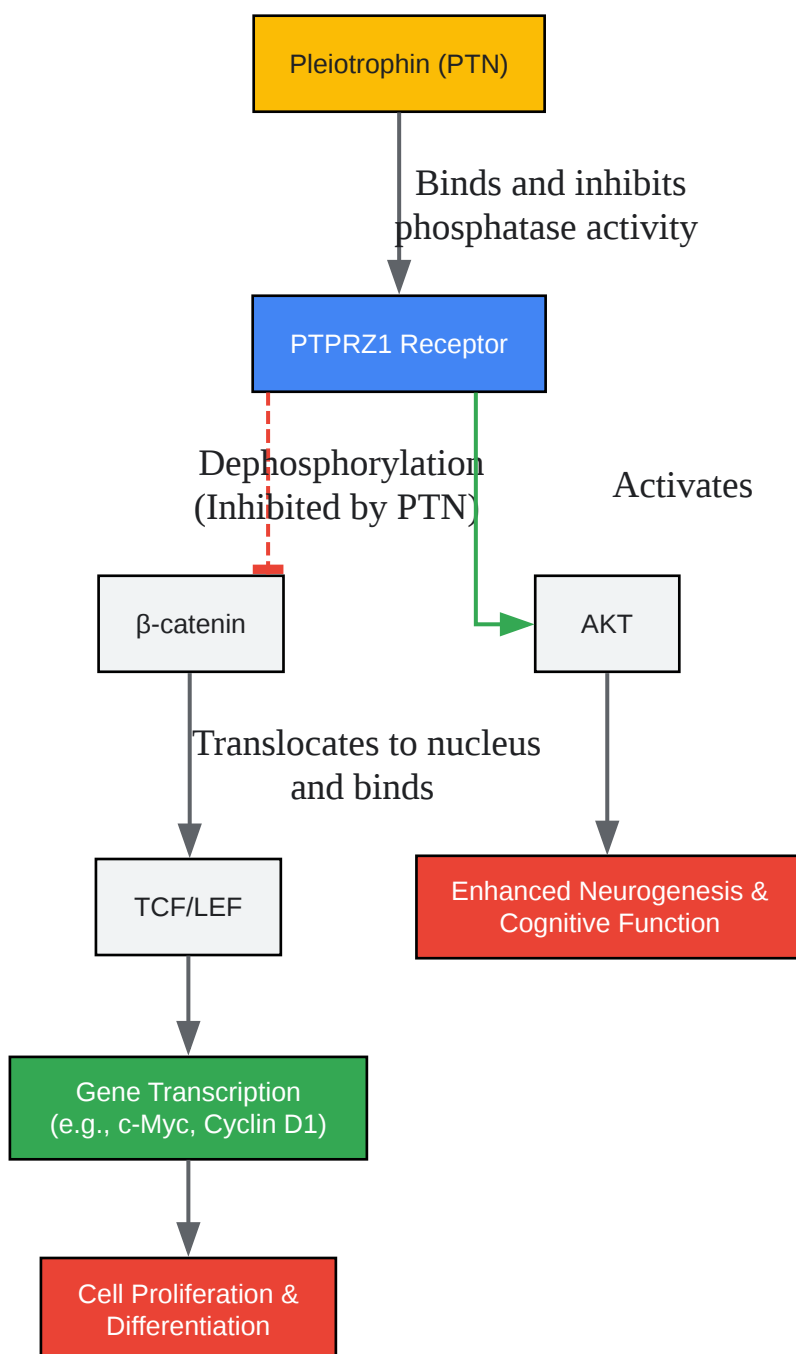 Pleiotrophin (PTN)
Binds and inhibits
phosphatase activity
PTPRZ1 Receptor
Dephosphorylation
(Inhibited by PTN)
Activates
β-catenin
AKT
Translocates to nucleus
and binds
TCF/LEF
Enhanced Neurogenesis &
Cognitive Function
Gene Transcription
(e.g., c-Myc, Cyclin D1)
Cell Proliferation &
Differentiation